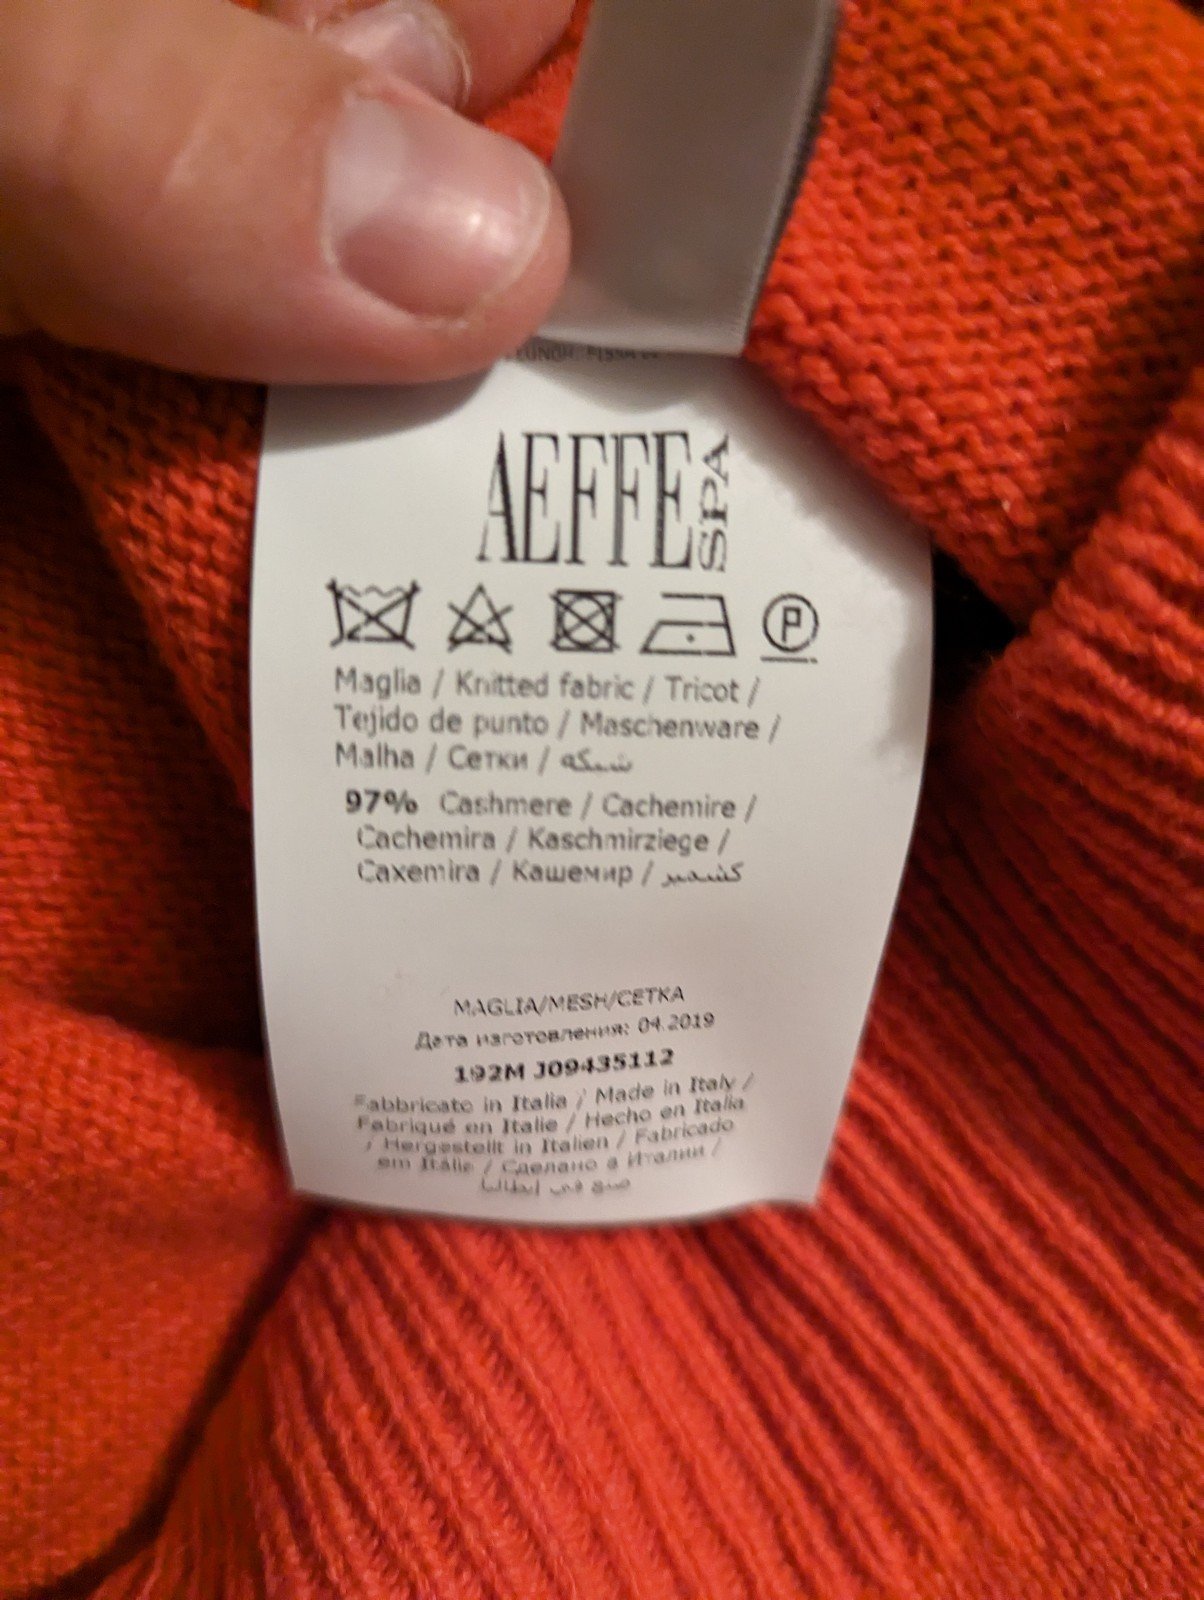 AEFFE SPA
P
Maglia / Knitted fabric / Tricot /
Tejido de punto / Maschenware /
Malha / Сетки / شبكه
97% Cashmere / Cachemire /
Cachemira / Kaschmirziege /
Caxemira / Кашемир / كشمير
MAGLIA/MESH/СЕТКА
Дата изготовления: 04.2019
192M J09435112
Fabbricato in Italia / Made in Italy /
Fabriqué en Italie / Hecho en Italia
/ Hergestellt in Italien / Fabricado
em Itálie / Сделано в Италии /
صنع في إيطاليا